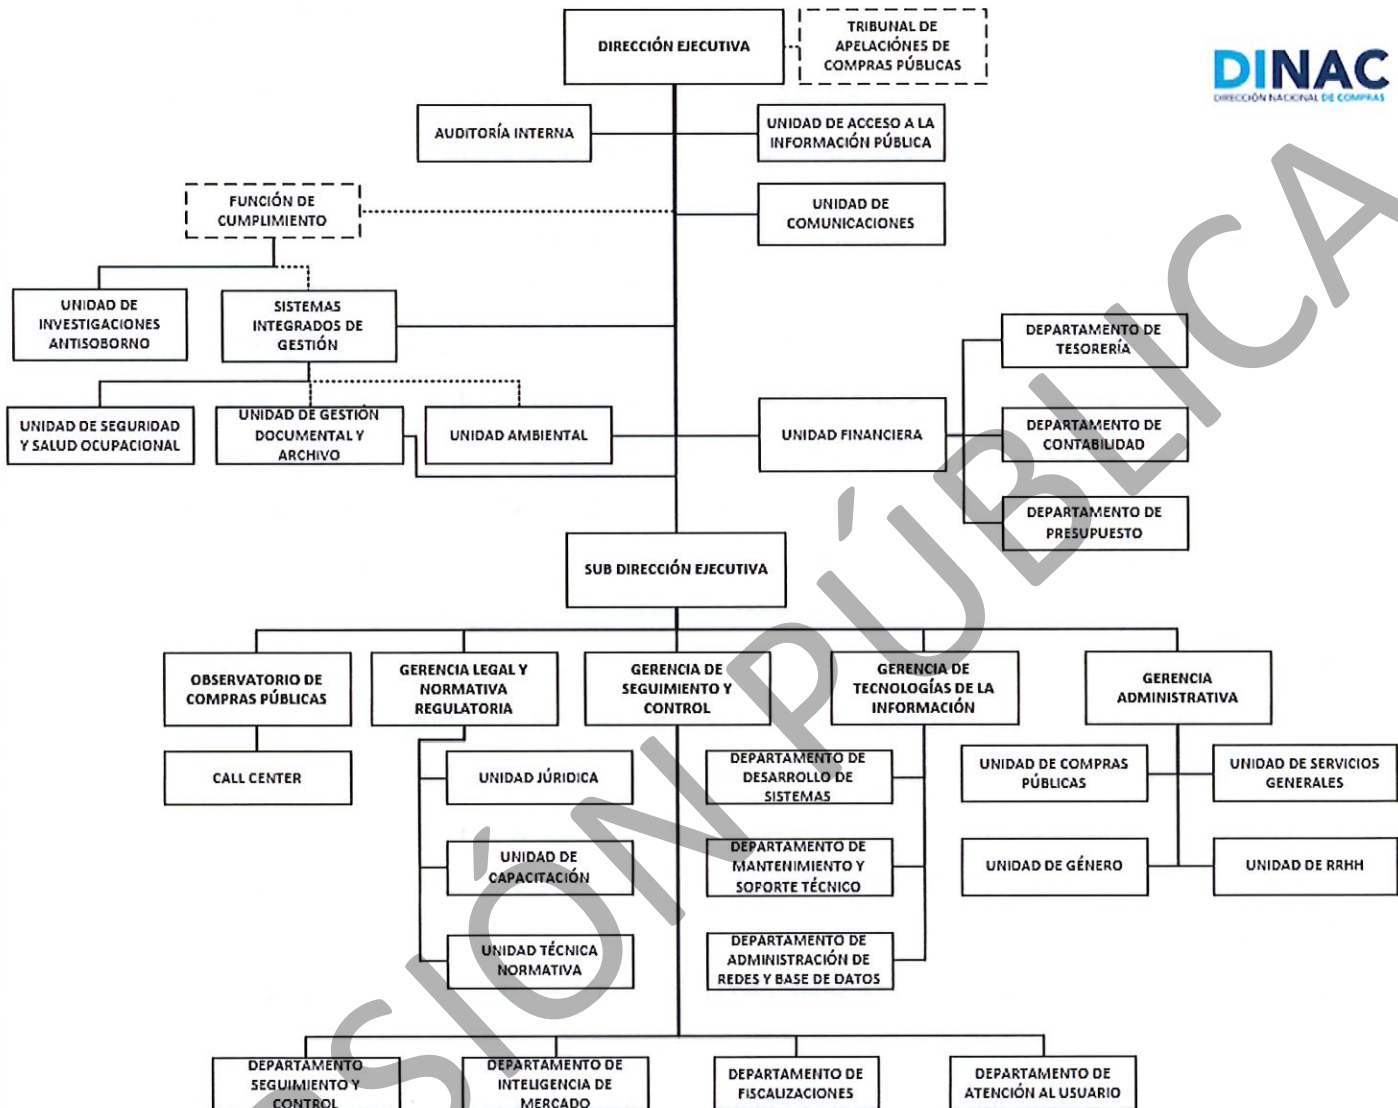 DIRECCIÓN EJECUTIVA
TRIBUNAL DE
APELACIÓNES DE
COMPRAS PÚBLICAS
DINAC
DIRECCIÓN NACIONAL DE COMPRAS
AUDITORÍA INTERNA
UNIDAD DE ACCESO A LA
INFORMACIÓN PÚBLICA
FUNCIÓN DE
CUMPLIMIENTO
UNIDAD DE
COMUNICACIONES
UNIDAD DE
INVESTIGACIONES
ANTISOBORNO
SISTEMAS
INTEGRADOS DE
GESTIÓN
DEPARTAMENTO DE
TESORERÍA
UNIDAD DE SEGURIDAD
Y SALUD OCUPACIONAL
UNIDAD DE GESTIÓN
DOCUMENTAL Y
ARCHIVO
UNIDAD AMBIENTAL
UNIDAD FINANCIERA
DEPARTAMENTO DE
CONTABILIDAD
DEPARTAMENTO DE
PRESUPUESTO
SUB DIRECCIÓN EJECUTIVA
OBSERVATORIO DE
COMPRAS PÚBLICAS
GERENCIA LEGAL Y
NORMATIVA
REGULATORIA
GERENCIA DE
SEGUIMIENTO Y
CONTROL
GERENCIA DE
TECNOLOGÍAS DE LA
INFORMACIÓN
GERENCIA
ADMINISTRATIVA
CALL CENTER
UNIDAD JÚRIDICA
DEPARTAMENTO DE
DESARROLLO DE
SISTEMAS
UNIDAD DE COMPRAS
PÚBLICAS
UNIDAD DE SERVICIOS
GENERALES
UNIDAD DE
CAPACITACIÓN
DEPARTAMENTO DE
MANTENIMIENTO Y
SOPORTE TÉCNICO
UNIDAD DE GÉNERO
UNIDAD DE RRHH
UNIDAD TÉCNICA
NORMATIVA
DEPARTAMENTO DE
ADMINISTRACIÓN DE
REDES Y BASE DE DATOS
DEPARTAMENTO
SEGUIMIENTO Y
CONTROL
DEPARTAMENTO DE
INTELIGENCIA DE
MERCADO
DEPARTAMENTO DE
FISCALIZACIONES
DEPARTAMENTO DE
ATENCIÓN AL USUARIO
RSIÓN PÚBLICA